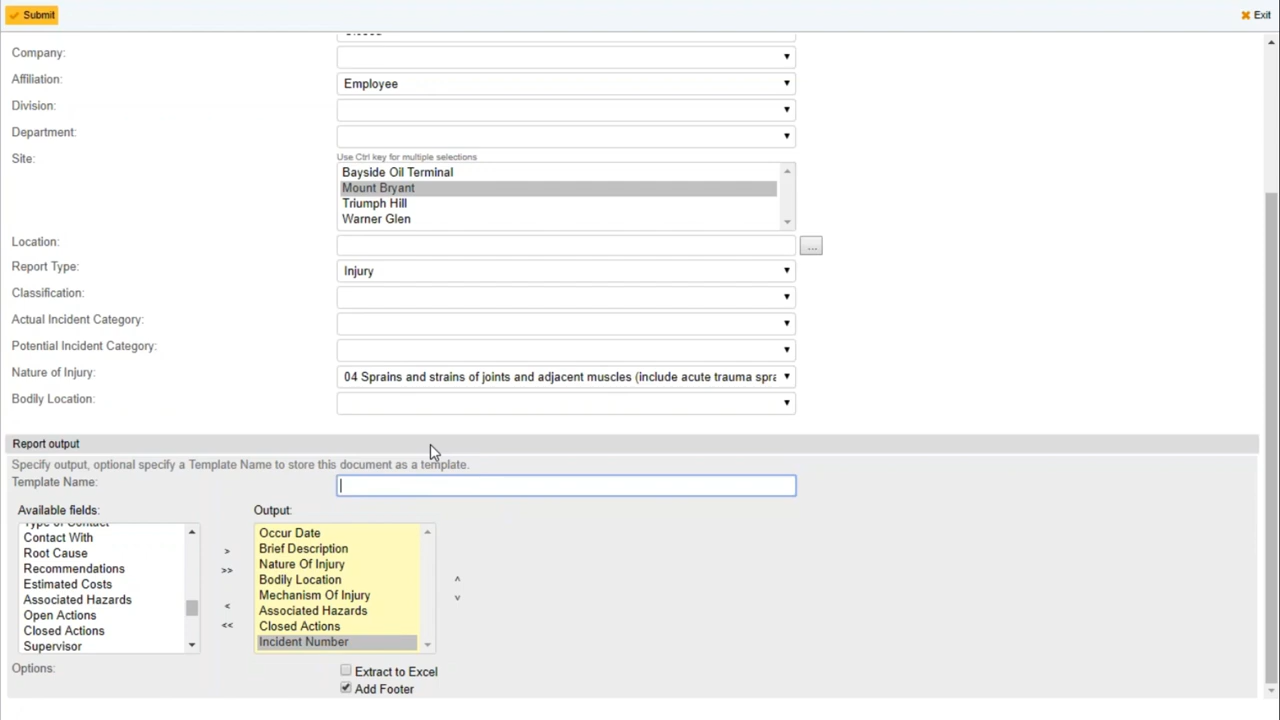 Submit
Exit
Company:
Affiliation:
Employee
Division:
Department:
Site:
Use Ctrl key for multiple selections
Bayside Oil Terminal
Mount Bryant
Triumph Hill
Warner Glen
Location:
...
Report Type:
Injury
Classification:
Actual Incident Category:
Potential Incident Category:
Nature of Injury:
04 Sprains and strains of joints and adjacent muscles (include acute trauma spra
Bodily Location:
Report output
Specify output, optional specify a Template Name to store this document as a template.
Template Name:
Available fields:
Type of Contact
Contact With
Root Cause
Recommendations
Estimated Costs
Associated Hazards
Open Actions
Closed Actions
Supervisor
>
>>
<
<<
Output:
Occur Date
Brief Description
Nature Of Injury
Bodily Location
Mechanism Of Injury
Associated Hazards
Closed Actions
Incident Number
^
v
Options:
Extract to Excel
Add Footer